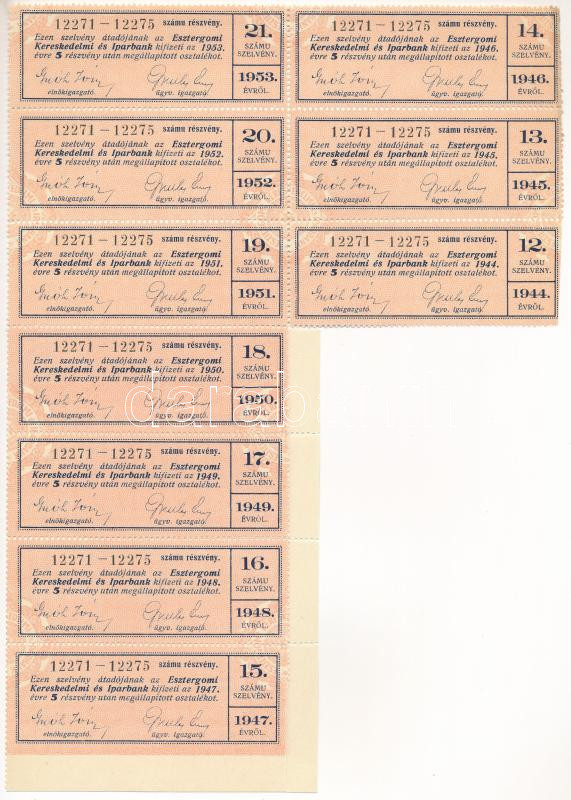 12271 – 12275 számu részvény.
Ezen szelvény átadójának az Esztergomi
Kereskedelmi és Iparbank kifizeti az 1953.
évre 5 részvény után megállapított osztalékot.
elnökigazgató. ügyv. igazgató.
21.
SZÁMU
SZELVÉNY.
1953.
ÉVRŐL.
12271 – 12275 számu részvény.
Ezen szelvény átadójának az Esztergomi
Kereskedelmi és Iparbank kifizeti az 1946.
évre 5 részvény után megállapított osztalékot.
elnökigazgató. ügyv. igazgató.
14.
SZÁMU
SZELVÉNY.
1946.
ÉVRŐL.
12271 – 12275 számu részvény.
Ezen szelvény átadójának az Esztergomi
Kereskedelmi és Iparbank kifizeti az 1952.
évre 5 részvény után megállapított osztalékot.
elnökigazgató. ügyv. igazgató.
20.
SZÁMU
SZELVÉNY.
1952.
ÉVRŐL.
12271 – 12275 számu részvény.
Ezen szelvény átadójának az Esztergomi
Kereskedelmi és Iparbank kifizeti az 1945.
évre 5 részvény után megállapított osztalékot.
elnökigazgató. ügyv. igazgató.
13.
SZÁMU
SZELVÉNY.
1945.
ÉVRŐL.
12271 – 12275 számu részvény.
Ezen szelvény átadójának az Esztergomi
Kereskedelmi és Iparbank kifizeti az 1951.
évre 5 részvény után megállapított osztalékot.
elnökigazgató. ügyv. igazgató.
19.
SZÁMU
SZELVÉNY.
1951.
ÉVRŐL.
12271 – 12275 számu részvény.
Ezen szelvény átadójának az Esztergomi
Kereskedelmi és Iparbank kifizeti az 1944.
évre 5 részvény után megállapított osztalékot.
elnökigazgató. ügyv. igazgató.
12.
SZÁMU
SZELVÉNY.
1944.
ÉVRŐL.
12271 – 12275 számu részvény.
Ezen szelvény átadójának az Esztergomi
Kereskedelmi és Iparbank kifizeti az 1950.
évre 5 részvény után megállapított osztalékot.
elnökigazgató. ügyv. igazgató.
18.
SZÁMU
SZELVÉNY.
1950.
ÉVRŐL.
12271 – 12275 számu részvény.
Ezen szelvény átadójának az Esztergomi
Kereskedelmi és Iparbank kifizeti az 1949.
évre 5 részvény után megállapított osztalékot.
elnökigazgató. ügyv. igazgató.
17.
SZÁMU
SZELVÉNY.
1949.
ÉVRŐL.
12271 – 12275 számu részvény.
Ezen szelvény átadójának az Esztergomi
Kereskedelmi és Iparbank kifizeti az 1948.
évre 5 részvény után megállapított osztalékot.
elnökigazgató. ügyv. igazgató.
16.
SZÁMU
SZELVÉNY.
1948.
ÉVRŐL.
12271 – 12275 számu részvény.
Ezen szelvény átadójának az Esztergomi
Kereskedelmi és Iparbank kifizeti az 1947.
évre 5 részvény után megállapított osztalékot.
elnökigazgató. ügyv. igazgató.
15.
SZÁMU
SZELVÉNY.
1947.
ÉVRŐL.